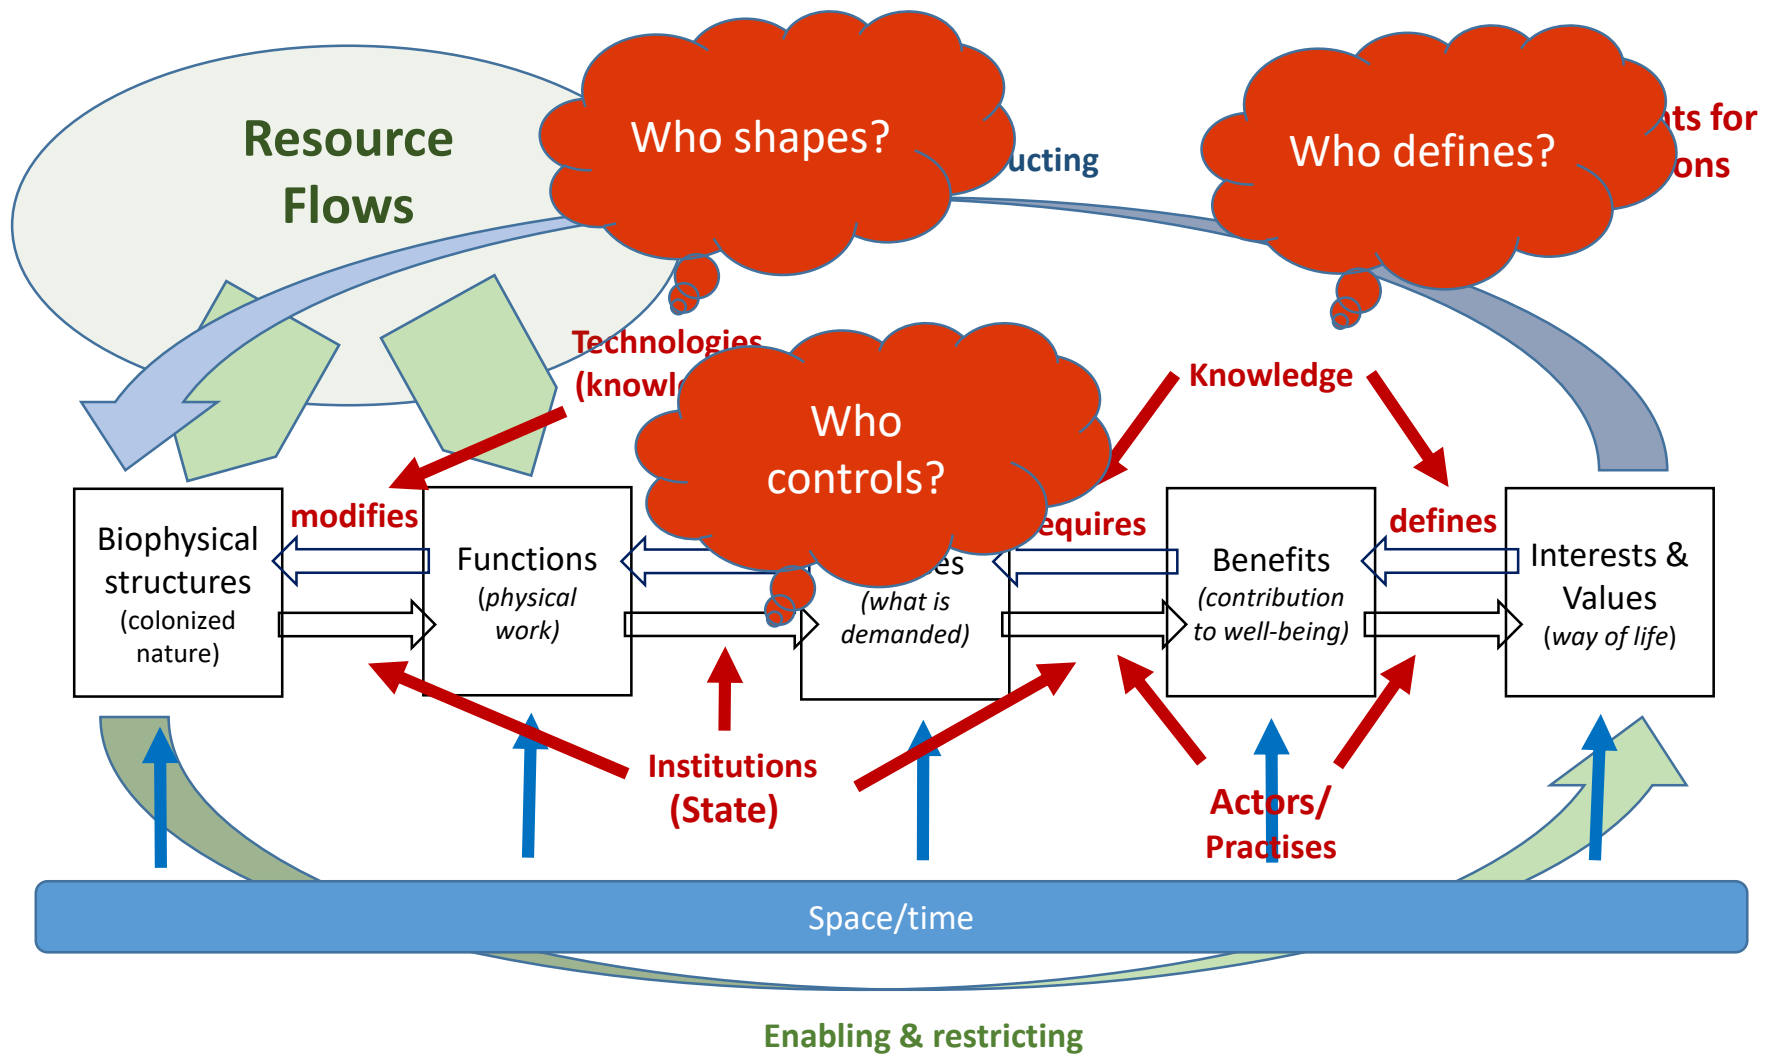 Resource
Flows
Who shapes?
ucting
Who defines?
ts for
ons
Technologies
(knowle
Knowledge
Who
controls?
modifies
equires
defines
Biophysical
structures
(colonized
nature)
Functions
(physical
work)
es
(what is
demanded)
Benefits
(contribution
to well-being)
Interests &
Values
(way of life)
Institutions
(State)
Actors/
Practises
Space/time
Enabling & restricting